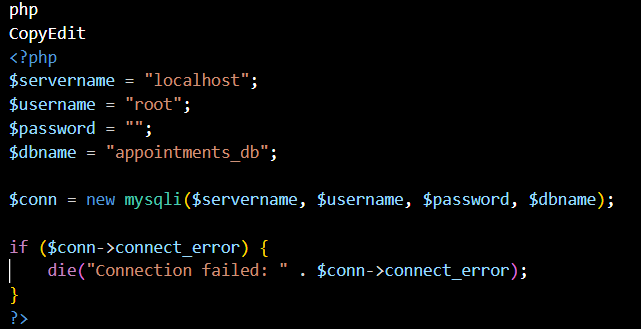 php
CopyEdit
<?php
$servername = "localhost";
$username = "root";
$password = "";
$dbname = "appointments_db";

$conn = new mysqli($servername, $username, $password, $dbname);

if ($conn->connect_error) {
    die("Connection failed: " . $conn->connect_error);
}
?>